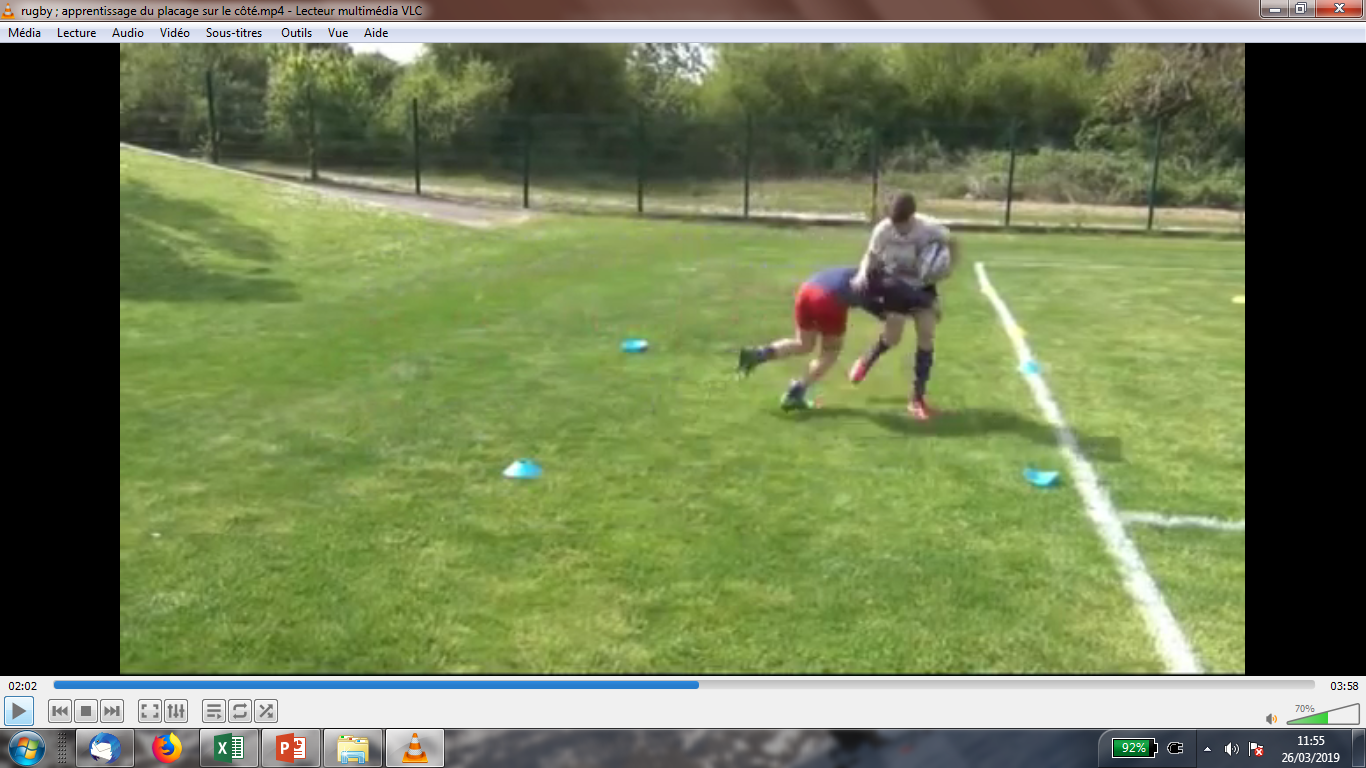 rugby ; apprentissage du placage sur le côté.mp4 - Lecteur multimédia VLC
Média Lecture Audio Vidéo Sous-titres Outils Vue Aide
02:02 03:58
70%
92% 11:55
26/03/2019